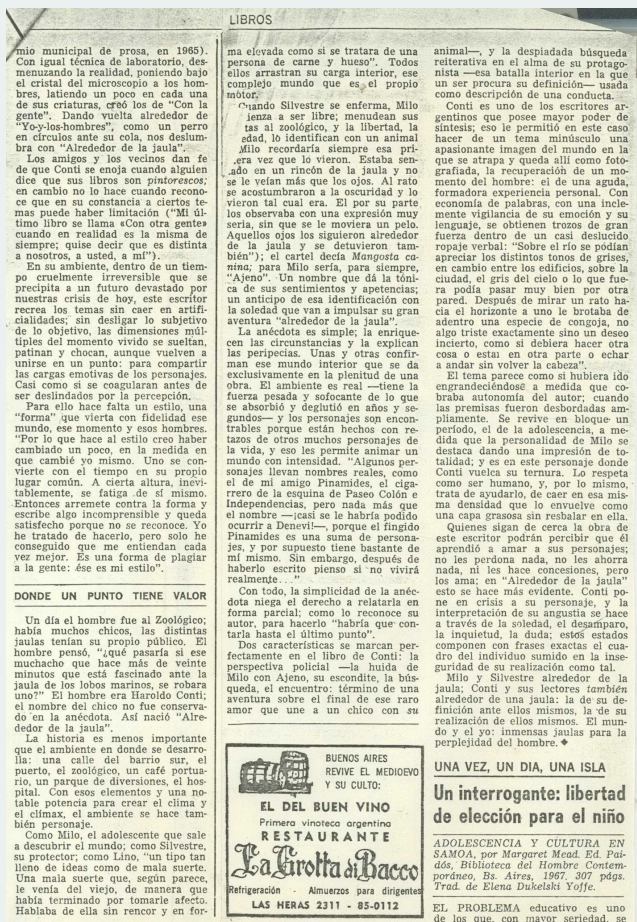 LIBROS
mio municipal de prosa, en 1965).
Con igual técnica de laboratorio, des-
menuzando la realidad, poniendo bajo
el cristal del microscopio a los hom-
bres, latiendo un poco en cada una
de sus criaturas, creó los de "Con la
gente". Dando vuelta alrededor de
"Yo-y-los-hombres", como un perro
en círculos ante su cola, nos deslum-
bra con "Alrededor de la jaula".
Los amigos y los vecinos dan fe
de que Conti se enoja cuando alguien
dice que sus libros son pintorescos;
en cambio no lo hace cuando recono-
ce que en su constancia a ciertos te-
mas puede haber limitación ("Mi úl-
timo libro se llama «Con otra gente»
cuando en realidad es la misma de
siempre; quise decir que es distinta
a nosotros, a usted, a mí").
En su ambiente, dentro de un tiem-
po cruelmente irreversible que se
precipita a un futuro devastado por
nuestras crisis de hoy, este escritor
recrea los temas sin caer en artifi-
cialidades; sin desligar lo subjetivo
de lo objetivo, las dimensiones múl-
tiples del momento vivido se sueltan,
patinan y chocan, aunque vuelven a
unirse en un punto: para compartir
las cargas emotivas de los personajes.
Casi como si se coagularan antes de
ser deslindados por la percepción.
Para ello hace falta un estilo, una
"forma" que vierta con fidelidad ese
mundo, ese momento y esos hombres.
"Por lo que hace al estilo creo haber
cambiado un poco, en la medida en
que cambié yo mismo. Uno se con-
vierte con el tiempo en su propio
lugar común. A cierta altura, inevi-
tablemente, se fatiga de sí mismo.
Entonces arremete contra la forma y
escribe algo incomprensible y queda
satisfecho porque no se reconoce. Yo
he tratado de hacerlo, pero solo he
conseguido que me entiendan cada
vez mejor. Es una forma de plagiar
a la gente: ése es mi estilo".
DONDE UN PUNTO TIENE VALOR
Un día el hombre fue al Zoológico;
había muchos chicos, las distintas
jaulas tenían su propio público. El
hombre pensó, "¿qué pasaría si ese
muchacho que hace más de veinte
minutos que está fascinado ante la
jaula de los lobos marinos, se robara
uno?" El hombre era Haroldo Conti;
el nombre del chico no fue conserva-
do en la anécdota. Así nació "Alre-
dedor de la jaula".
La historia es menos importante
que el ambiente en donde se desarro-
lla: una calle del barrio sur, el
puerto, el zoológico, un café portua-
rio, un parque de diversiones, el hos-
pital. Con esos elementos y una no-
table potencia para crear el clima y
el clímax, el ambiente se hace tam-
bién personaje.
Como Milo, el adolescente que sale
a descubrir el mundo; como Silvestre,
su protector; como Lino, "un tipo tan
lleno de ideas como de mala suerte.
Una mala suerte que, según parece,
le venía del viejo, de manera que
había terminado por tomarle afecto.
Hablaba de ella sin rencor y en for-
ma elevada como si se tratara de una
persona de carne y hueso". Todos
ellos arrastran su carga interior, ese
complejo mundo que es el propio
motor.
Cuando Silvestre se enferma, Milo
ienza a ser libre; menudean sus
tas al zoológico, y la libertad, la
edad, lo identifican con un animal
Milo recordaría siempre esa pri-
era vez que lo vieron. Estaba sen-
ado en un rincón de la jaula y no
se le veían más que los ojos. Al rato
se acostumbraron a la oscuridad y lo
vieron tal cual era. El por su parte
los observaba con una expresión muy
seria, sin que se moviera un pelo.
Aquellos ojos los siguieron alrededor
de la jaula y se detuvieron tam-
bién"); el cartel decía Mangosta ca-
nina; para Milo sería, para siempre,
"Ajeno". Un nombre que dá la tóni-
ca de sus sentimientos y apetencias;
un anticipo de esa identificación con
la soledad que van a impulsar su gran
aventura "alrededor de la jaula".
La anécdota es simple; la enrique-
cen las circunstancias y la explican
las peripecias. Unas y otras confir-
man ese mundo interior que se da
exclusivamente en la plenitud de una
obra. El ambiente es real —tiene la
fuerza pesada y sofocante de lo que
se absorbió y deglutió en años y se-
gundos— y los personajes son encon-
trables porque están hechos con re-
tazos de otros muchos personajes de
la vida, y eso les permite animar un
mundo con intensidad. "Algunos per-
sonajes llevan nombres reales, como
el de mi amigo Pinamides, el ciga-
rrero de la esquina de Paseo Colón e
Independencias, pero nada más que
el nombre —¡casi se le habría podido
ocurrir a Denevi!—, porque el fingido
Pinamides es una suma de persona-
jes, y por supuesto tiene bastante de
mí mismo. Sin embargo, después de
haberlo escrito pienso si no vivirá
realmente..."
Con todo, la simplicidad de la anéc-
dota niega el derecho a relatarla en
forma parcial; como lo reconoce su
autor, para hacerlo "habría que con-
tarla hasta el último punto".
Dos características se marcan per-
fectamente en el libro de Conti: la
perspectiva policial —la huida de
Milo con Ajeno, su escondite, la bús-
queda, el encuentro: término de una
aventura sobre el final de ese raro
amor que une a un chico con su
BUENOS AIRES
REVIVE EL MEDIOEVO
Y SU CULTO:
EL DEL BUEN VINO
Primera vinoteca argentina
RESTAURANTE
La Grotta di Bacco
Refrigeración - Almuerzos para dirigentes
LAS HERAS 2311 - 85-0112
animal—, y la despiadada búsqueda
reiterativa en el alma de su protago-
nista —esa batalla interior en la que
un ser procura su definición— usada
como descripción de una conducta.
Conti es uno de los escritores ar-
gentinos que posee mayor poder de
síntesis; eso le permitió en este caso
hacer de un tema minúsculo una
apasionante imagen del mundo en la
que se atrapa y queda allí como foto-
grafiada, la recuperación de un mo-
mento del hombre: el de una aguda,
formadora experiencia personal. Con
economía de palabras, con una incle-
mente vigilancia de su emoción y su
lenguaje, se obtienen trozos de gran
fuerza dentro de un casi deslucido
ropaje verbal: "Sobre el río se pódían
apreciar los distintos tonos de grises,
en cambio entre los edificios, sobre la
ciudad, el gris del cielo o lo que fue-
ra podía pasar muy bien por otra
pared. Después de mirar un rato ha-
cia el horizonte a uno le brotaba de
adentro una especie de congoja, no
algo triste exactamente sino un deseo
incierto, como si debiera hacer otra
cosa o estar en otra parte o echar
a andar sin volver la cabeza".
El tema parece como si hubiera ido
engrandeciéndose a medida que co-
braba autonomía del autor; cuando
las premisas fueron desbordadas am-
pliamente. Se revive en bloque un
período, el de la adolescencia, a me-
dida que la personalidad de Milo se
destaca dando una impresión de to-
talidad; y es en este personaje donde
Conti vuelca su ternura. Lo respeta
como ser humano, y, por lo mismo,
trata de ayudarlo, de caer en esa mis-
ma densidad que lo envuelve como
una capa grasosa sin resbalar en ella.
Quienes sigan de cerca la obra de
este escritor podrán percibir que él
aprendió a amar a sus personajes;
no les perdona nada, no les ahorra
nada, ni les hace concesiones, pero
los ama; en "Alrededor de la jaula"
esto se hace más evidente. Conti po-
ne en crisis a su personaje, y la
interpretación de su angustia se hace
a través de la soledad, el desamparo,
la inquietud, la duda; estos estados
componen con frases exactas el cua-
dro del individuo sumido en la inse-
guridad de su realización como tal.
Milo y Silvestre alrededor de la
jaula; Conti y sus lectores también
alrededor de una jaula: la de su de-
finición ante ellos mismos, la de su
realización de ellos mismos. El mun-
do y el yo: inmensas jaulas para la
perplejidad del hombre. ◆
UNA VEZ, UN DIA, UNA ISLA
Un interrogante: libertad
de elección para el niño
ADOLESCENCIA Y CULTURA EN
SAMOA, por Margaret Mead. Ed. Pai-
dós, Biblioteca del Hombre Contem-
poráneo, Bs. Aires, 1967. 307 págs.
Trad. de Elena Dukelski Yoffe.
EL PROBLEMA educativo es uno
de los que, con mayor seriedad, se